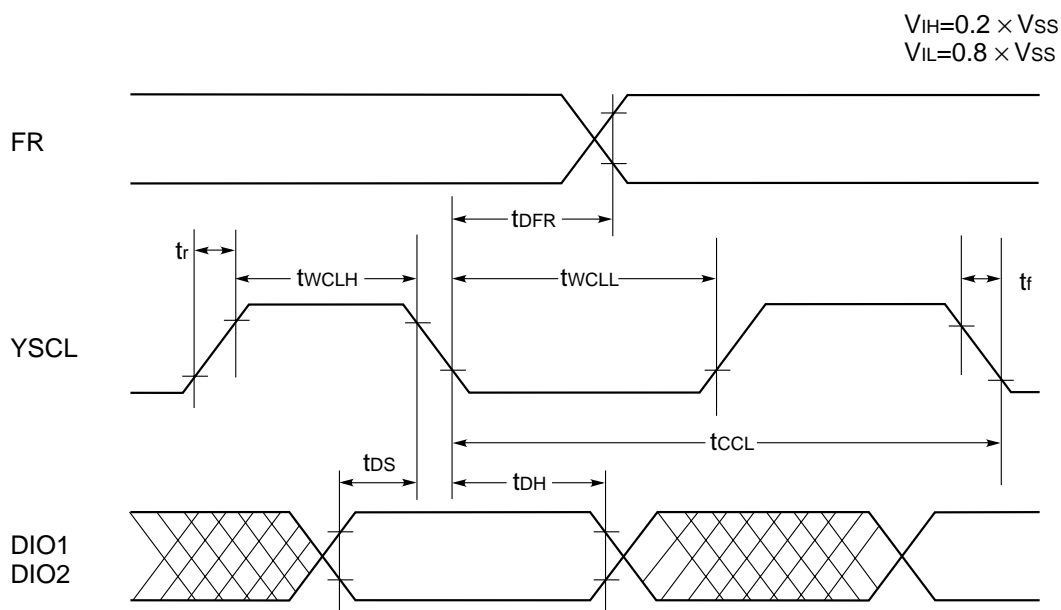 VIH=0.2 × VSS
VIL=0.8 × VSS
FR
tDFR
tr
tWCLH
tWCLL
tf
YSCL
tCCL
tDS
tDH
DIO1
DIO2